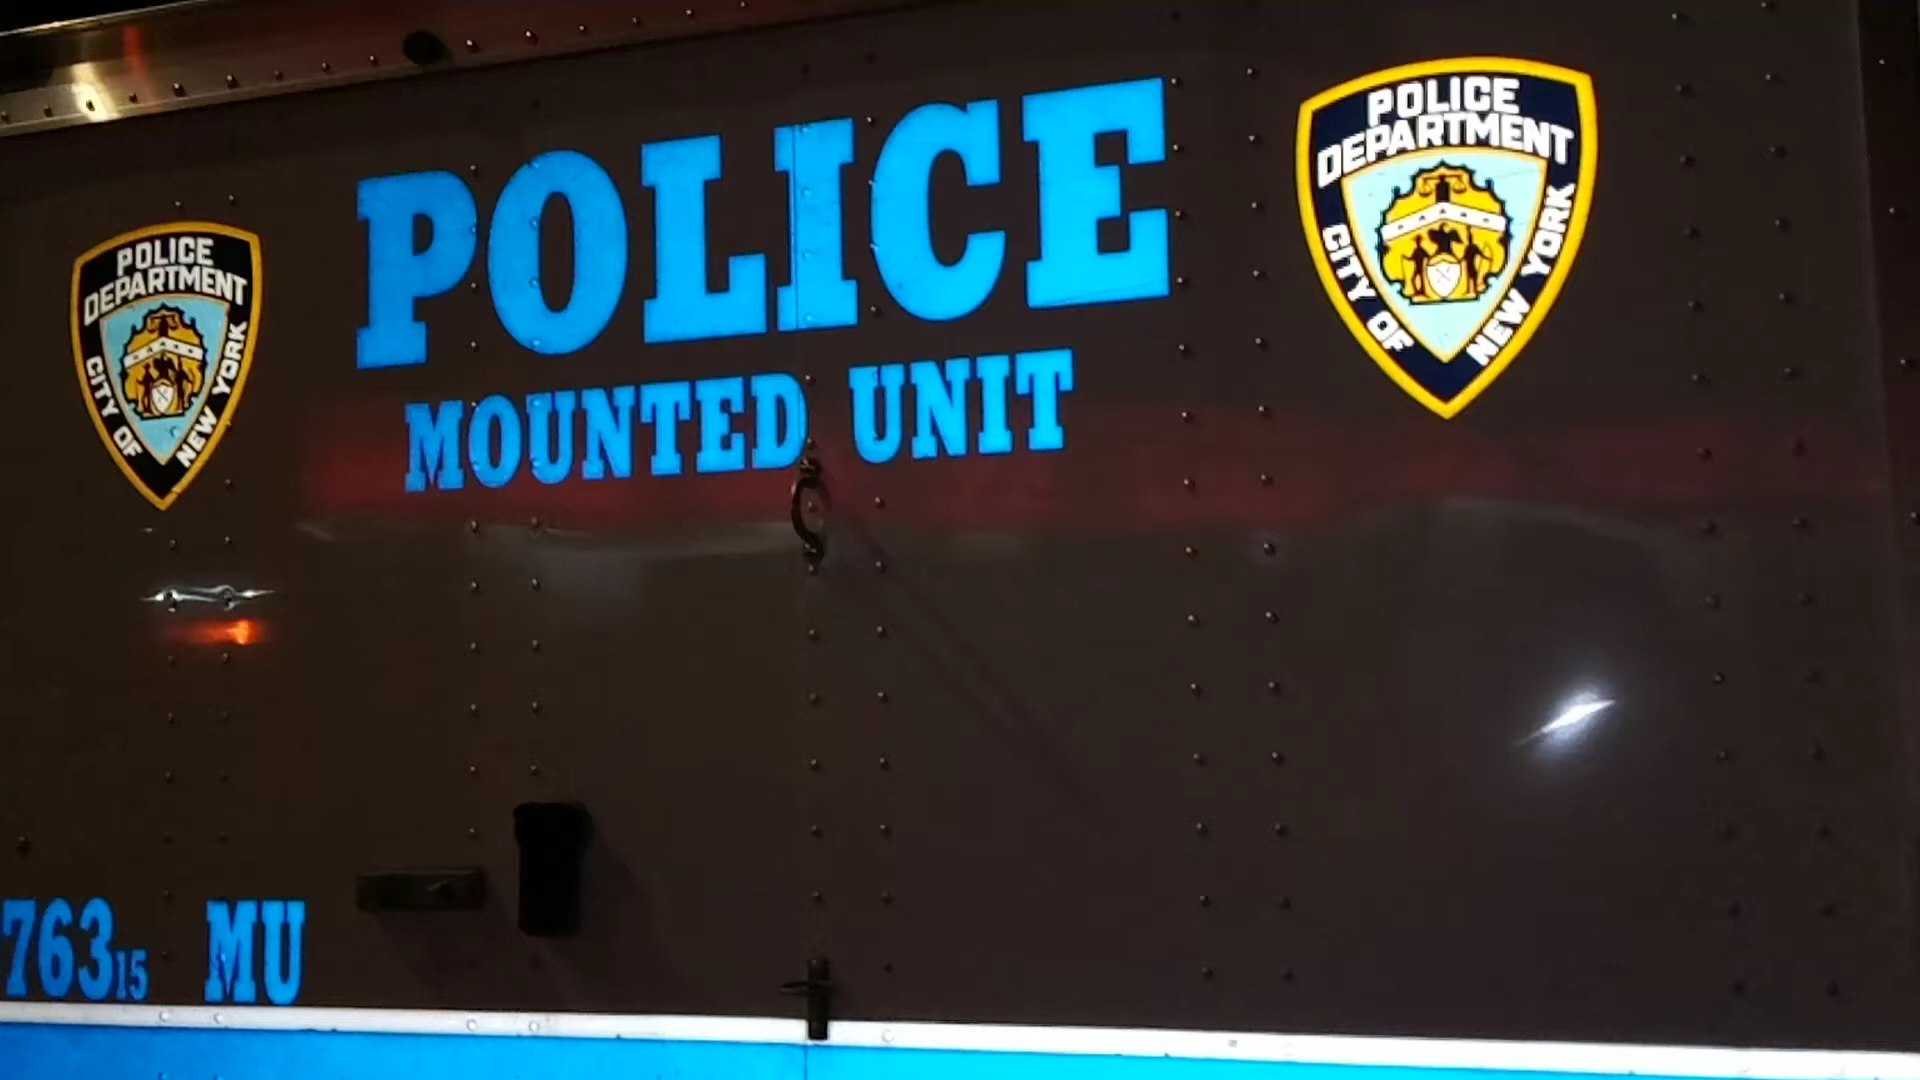 POLICE
DEPARTMENT
CITY OF
NEW YORK
POLICE
MOUNTED UNIT
POLICE
DEPARTMENT
CITY OF
NEW YORK
76315 MU